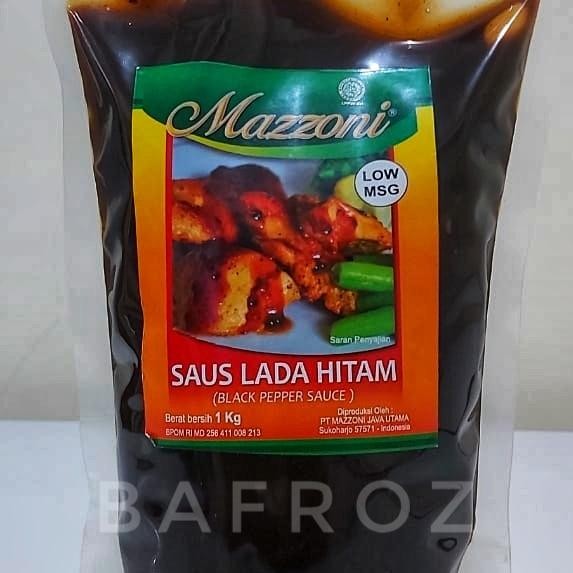 Mazzoni®
LOW
MSG
Saran Penyajian
SAUS LADA HITAM
(BLACK PEPPER SAUCE )
Berat bersih 1 Kg
BPOM RI MD 256 411 008 213
Diproduksi Oleh :
PT MAZZONI JAVA UTAMA
Sukoharjo 57571 - Indonesia
BAFROZ